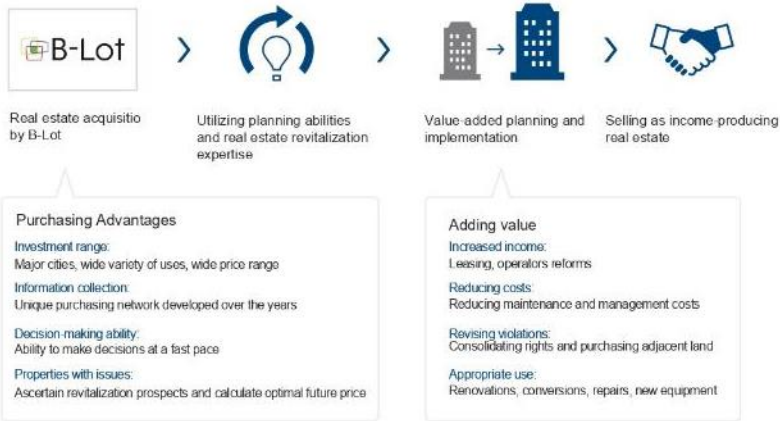 B-Lot
Real estate acquisitio
by B-Lot
Utilizing planning abilities
and real estate revitalization
expertise
Value-added planning and
implementation
Selling as income-producing
real estate
Purchasing Advantages
Investment range:
Major cities, wide variety of uses, wide price range
Information collection:
Unique purchasing network developed over the years
Decision-making ability:
Ability to make decisions at a fast pace
Properties with issues:
Ascertain revitalization prospects and calculate optimal future price
Adding value
Increased income:
Leasing, operators reforms
Reducing costs:
Reducing maintenance and management costs
Revising violations:
Consolidating rights and purchasing adjacent land
Appropriate use:
Renovations, conversions, repairs, new equipment